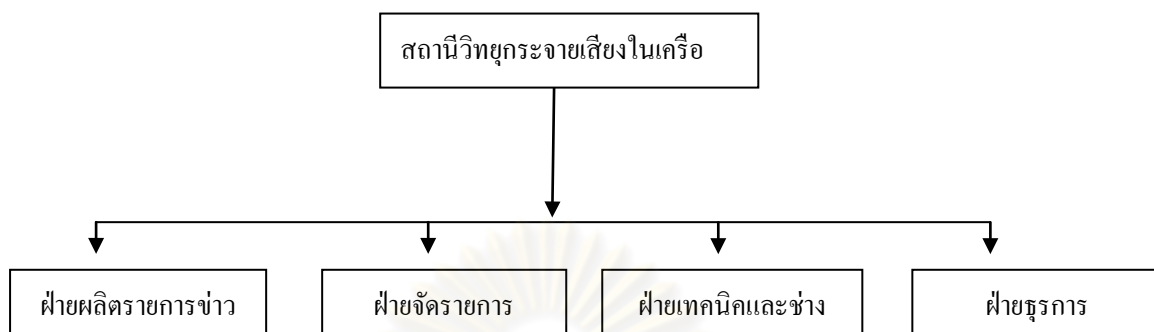 สถานีวิทยุกระจายเสียงในเครือ
ฝ่ายผลิตรายการข่าว
ฝ่ายจัดรายการ
ฝ่ายเทคนิคและช่าง
ฝ่ายธุรการ